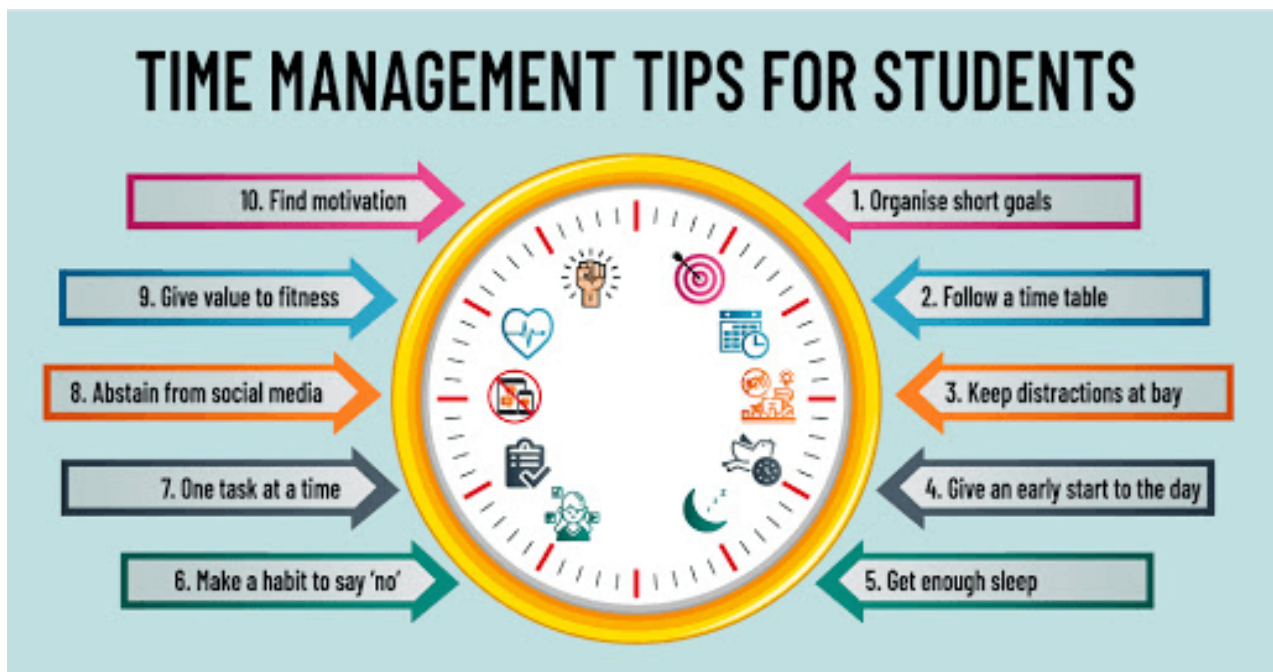 TIME MANAGEMENT TIPS FOR STUDENTS
1. Organise short goals
2. Follow a time table
3. Keep distractions at bay
4. Give an early start to the day
5. Get enough sleep
6. Make a habit to say ‘no’
7. One task at a time
8. Abstain from social media
9. Give value to fitness
10. Find motivation